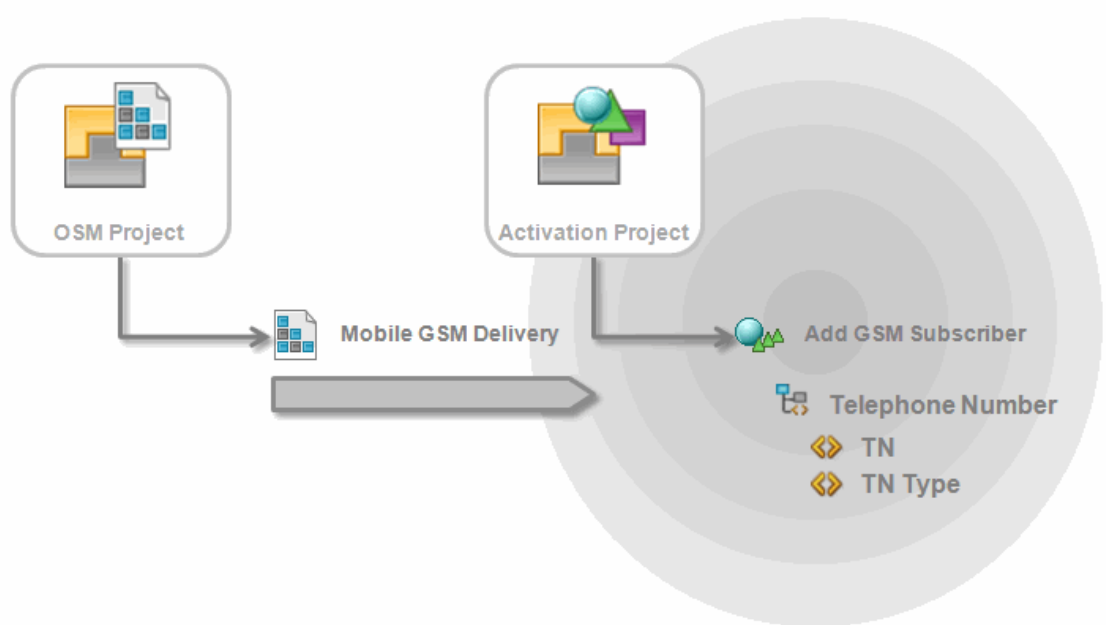 OSM Project
Activation Project
Mobile GSM Delivery
Add GSM Subscriber
Telephone Number
TN
TN Type